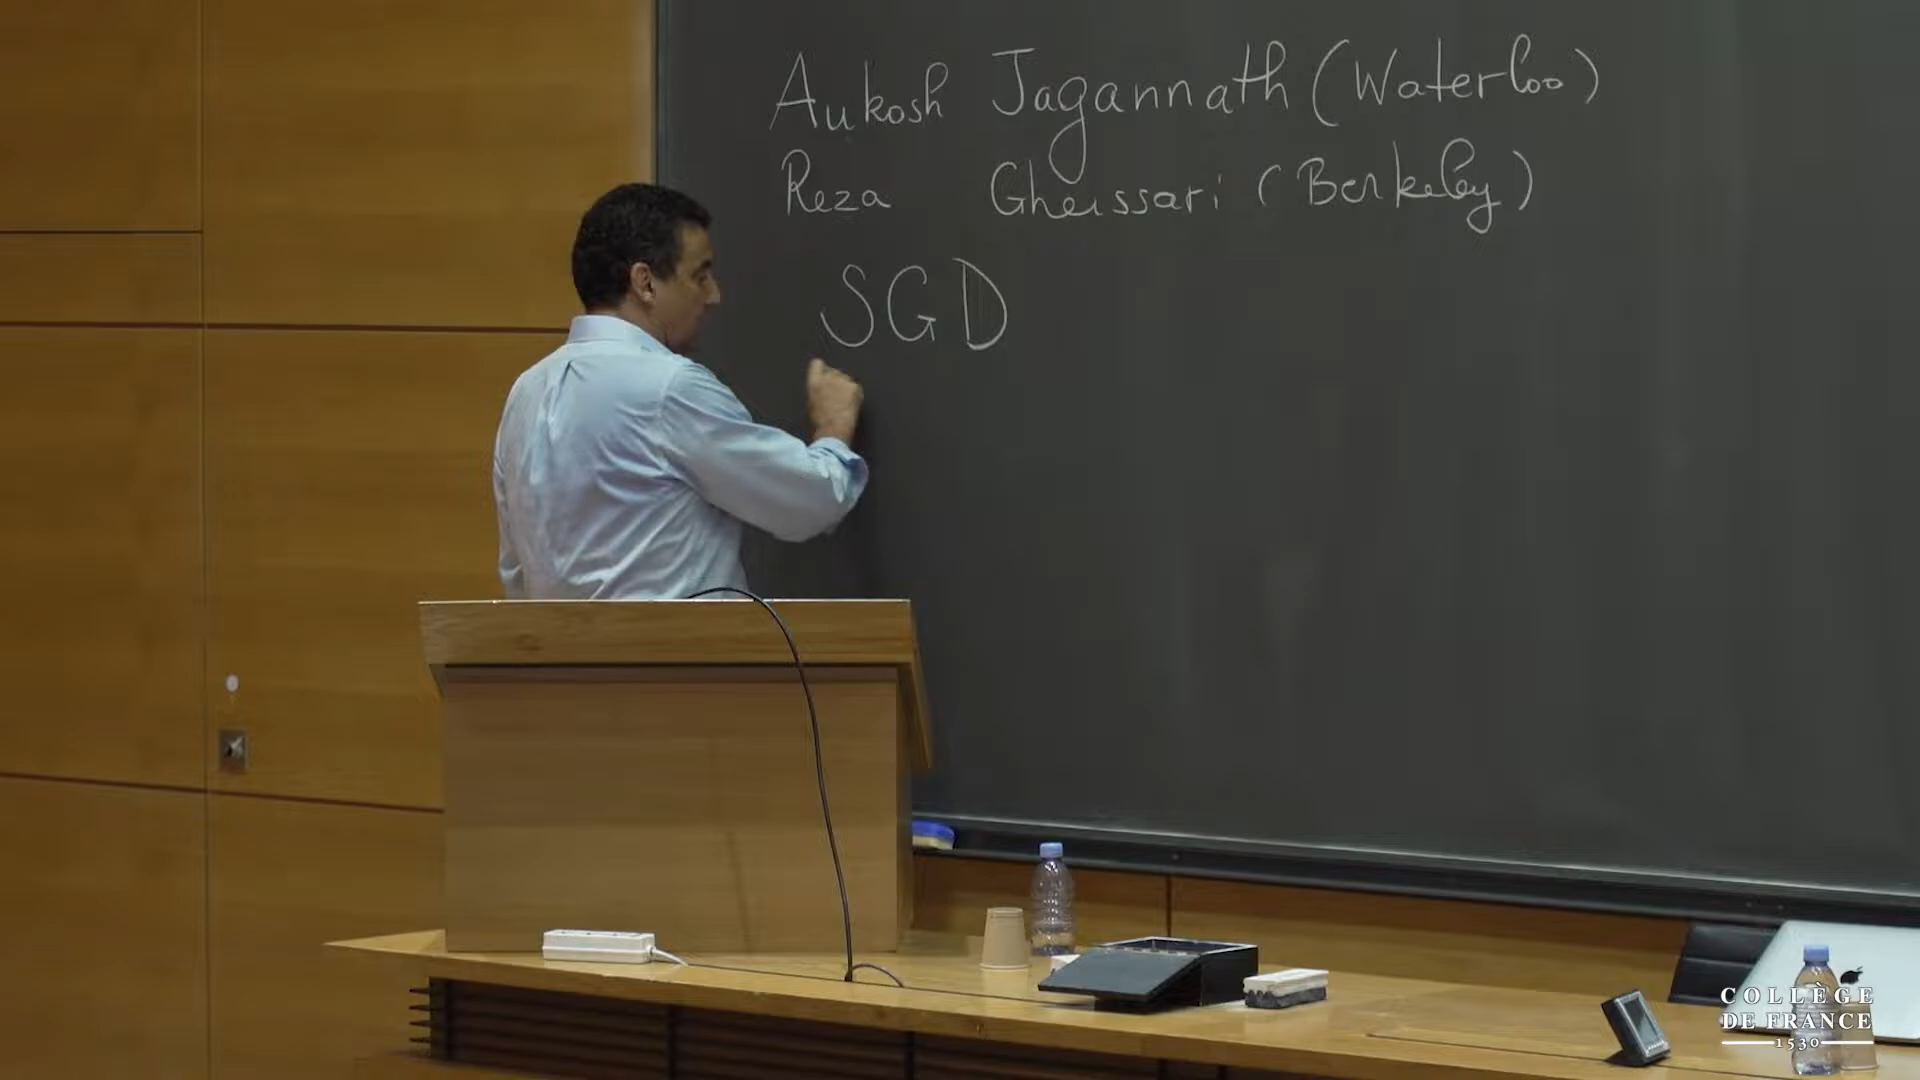 Aukosh Jagannath (Waterloo)
Reza Gheissari (Berkeley)
SGD
COLLÈGE
DE FRANCE
1530